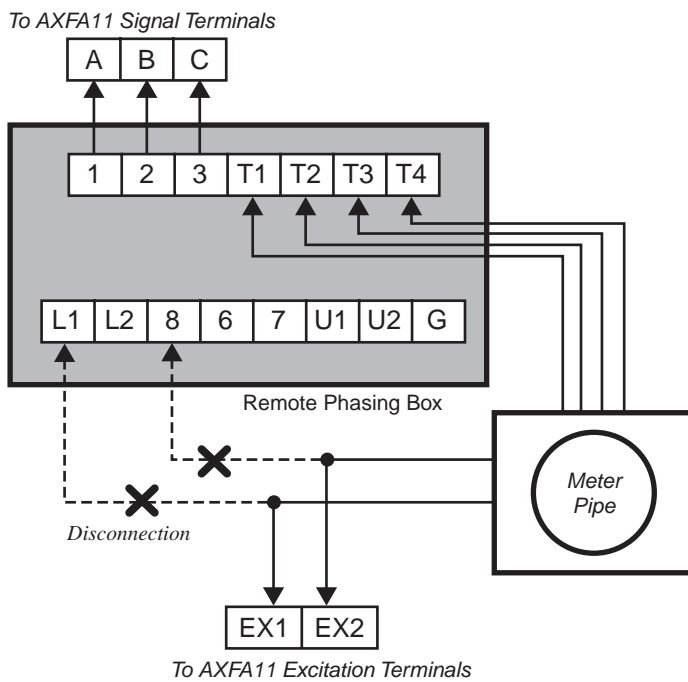 To AXFA11 Signal Terminals
A B C
1 2 3 T1 T2 T3 T4
L1 L2 8 6 7 U1 U2 G
Remote Phasing Box
Meter
Pipe
Disconnection
EX1 EX2
To AXFA11 Excitation Terminals